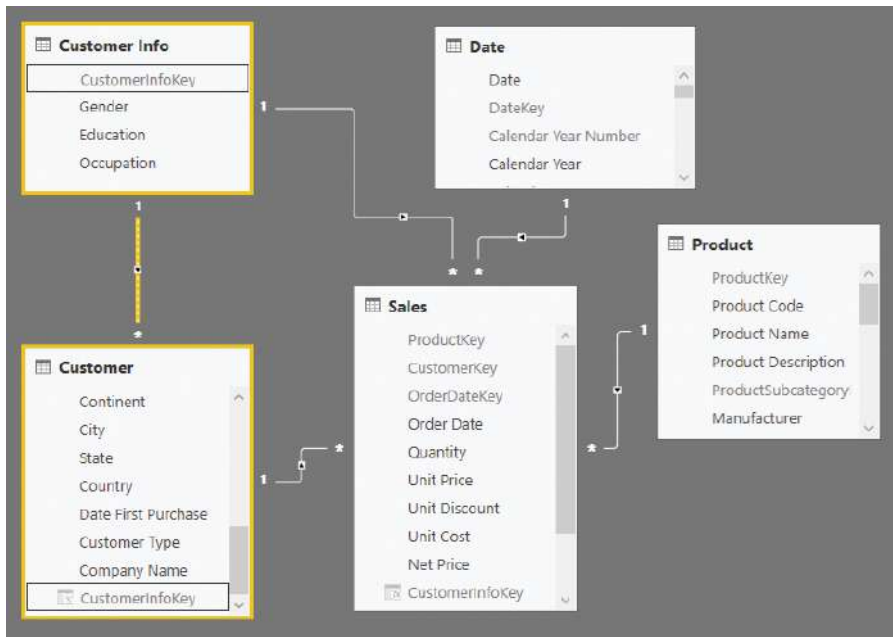 Customer Info
CustomerInfoKey
Gender
Education
Occupation
1
1
*
Date
Date
DateKey
Calendar Year Number
Calendar Year
1
*
*
Product
ProductKey
Product Code
Product Name
Product Description
ProductSubcategory
Manufacturer
1
*
Sales
ProductKey
CustomerKey
OrderDateKey
Order Date
Quantity
Unit Price
Unit Discount
Unit Cost
Net Price
CustomerInfoKey
*
1
Customer
Continent
City
State
Country
Date First Purchase
Customer Type
Company Name
CustomerInfoKey